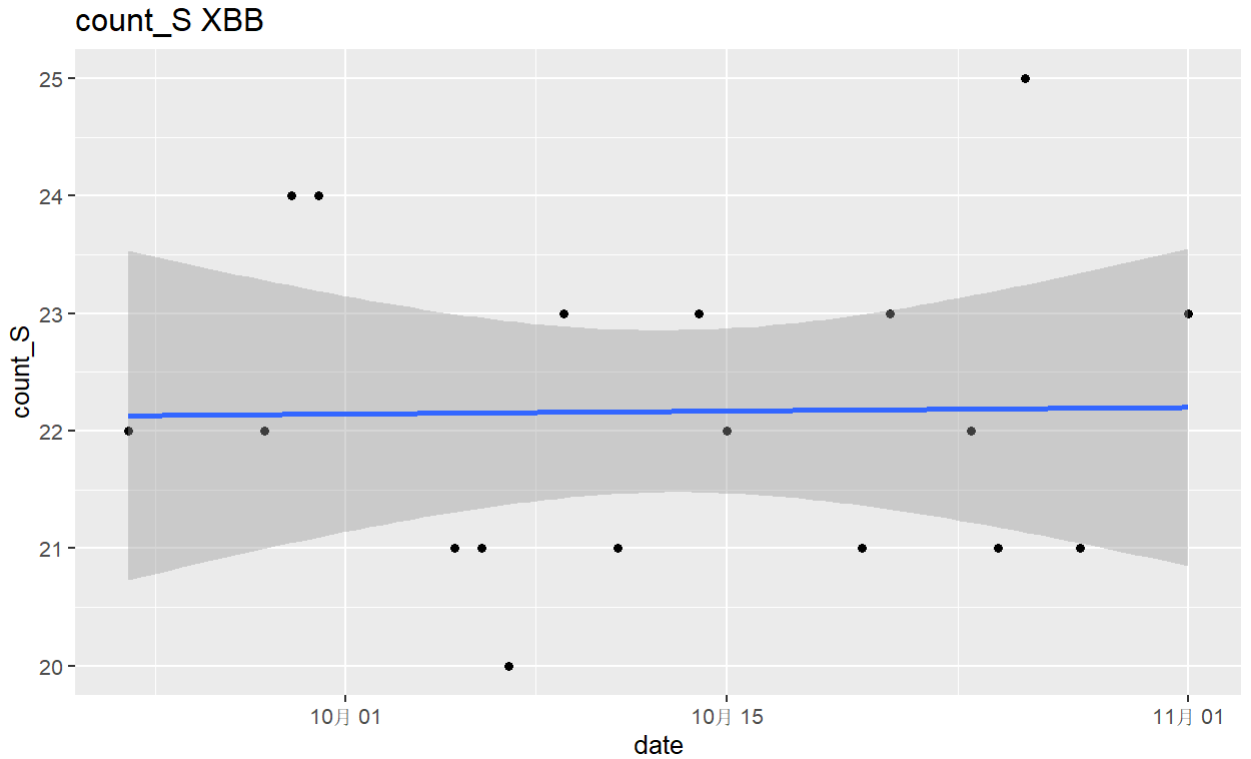 count_S XBB
25
24
23
22
21
20
count_S
10月 01
10月 15
11月 01
date